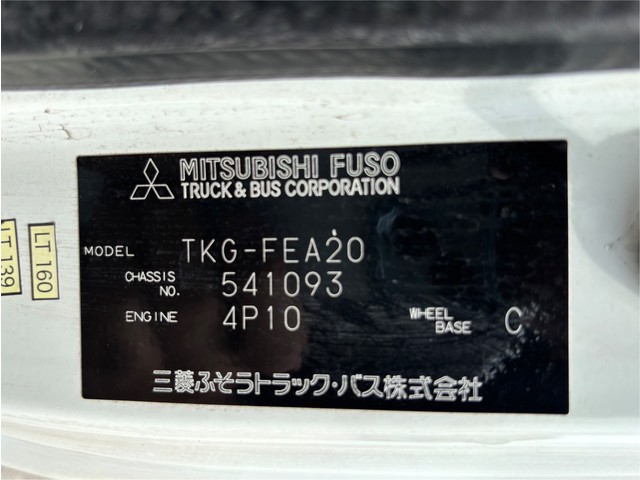 MITSUBISHI FUSO
TRUCK & BUS CORPORATION
MODEL TKG-FEA20
CHASSIS NO. 541093
ENGINE 4P10 WHEEL BASE C
三菱ふそうトラック・バス株式会社
LT 160
LT 139